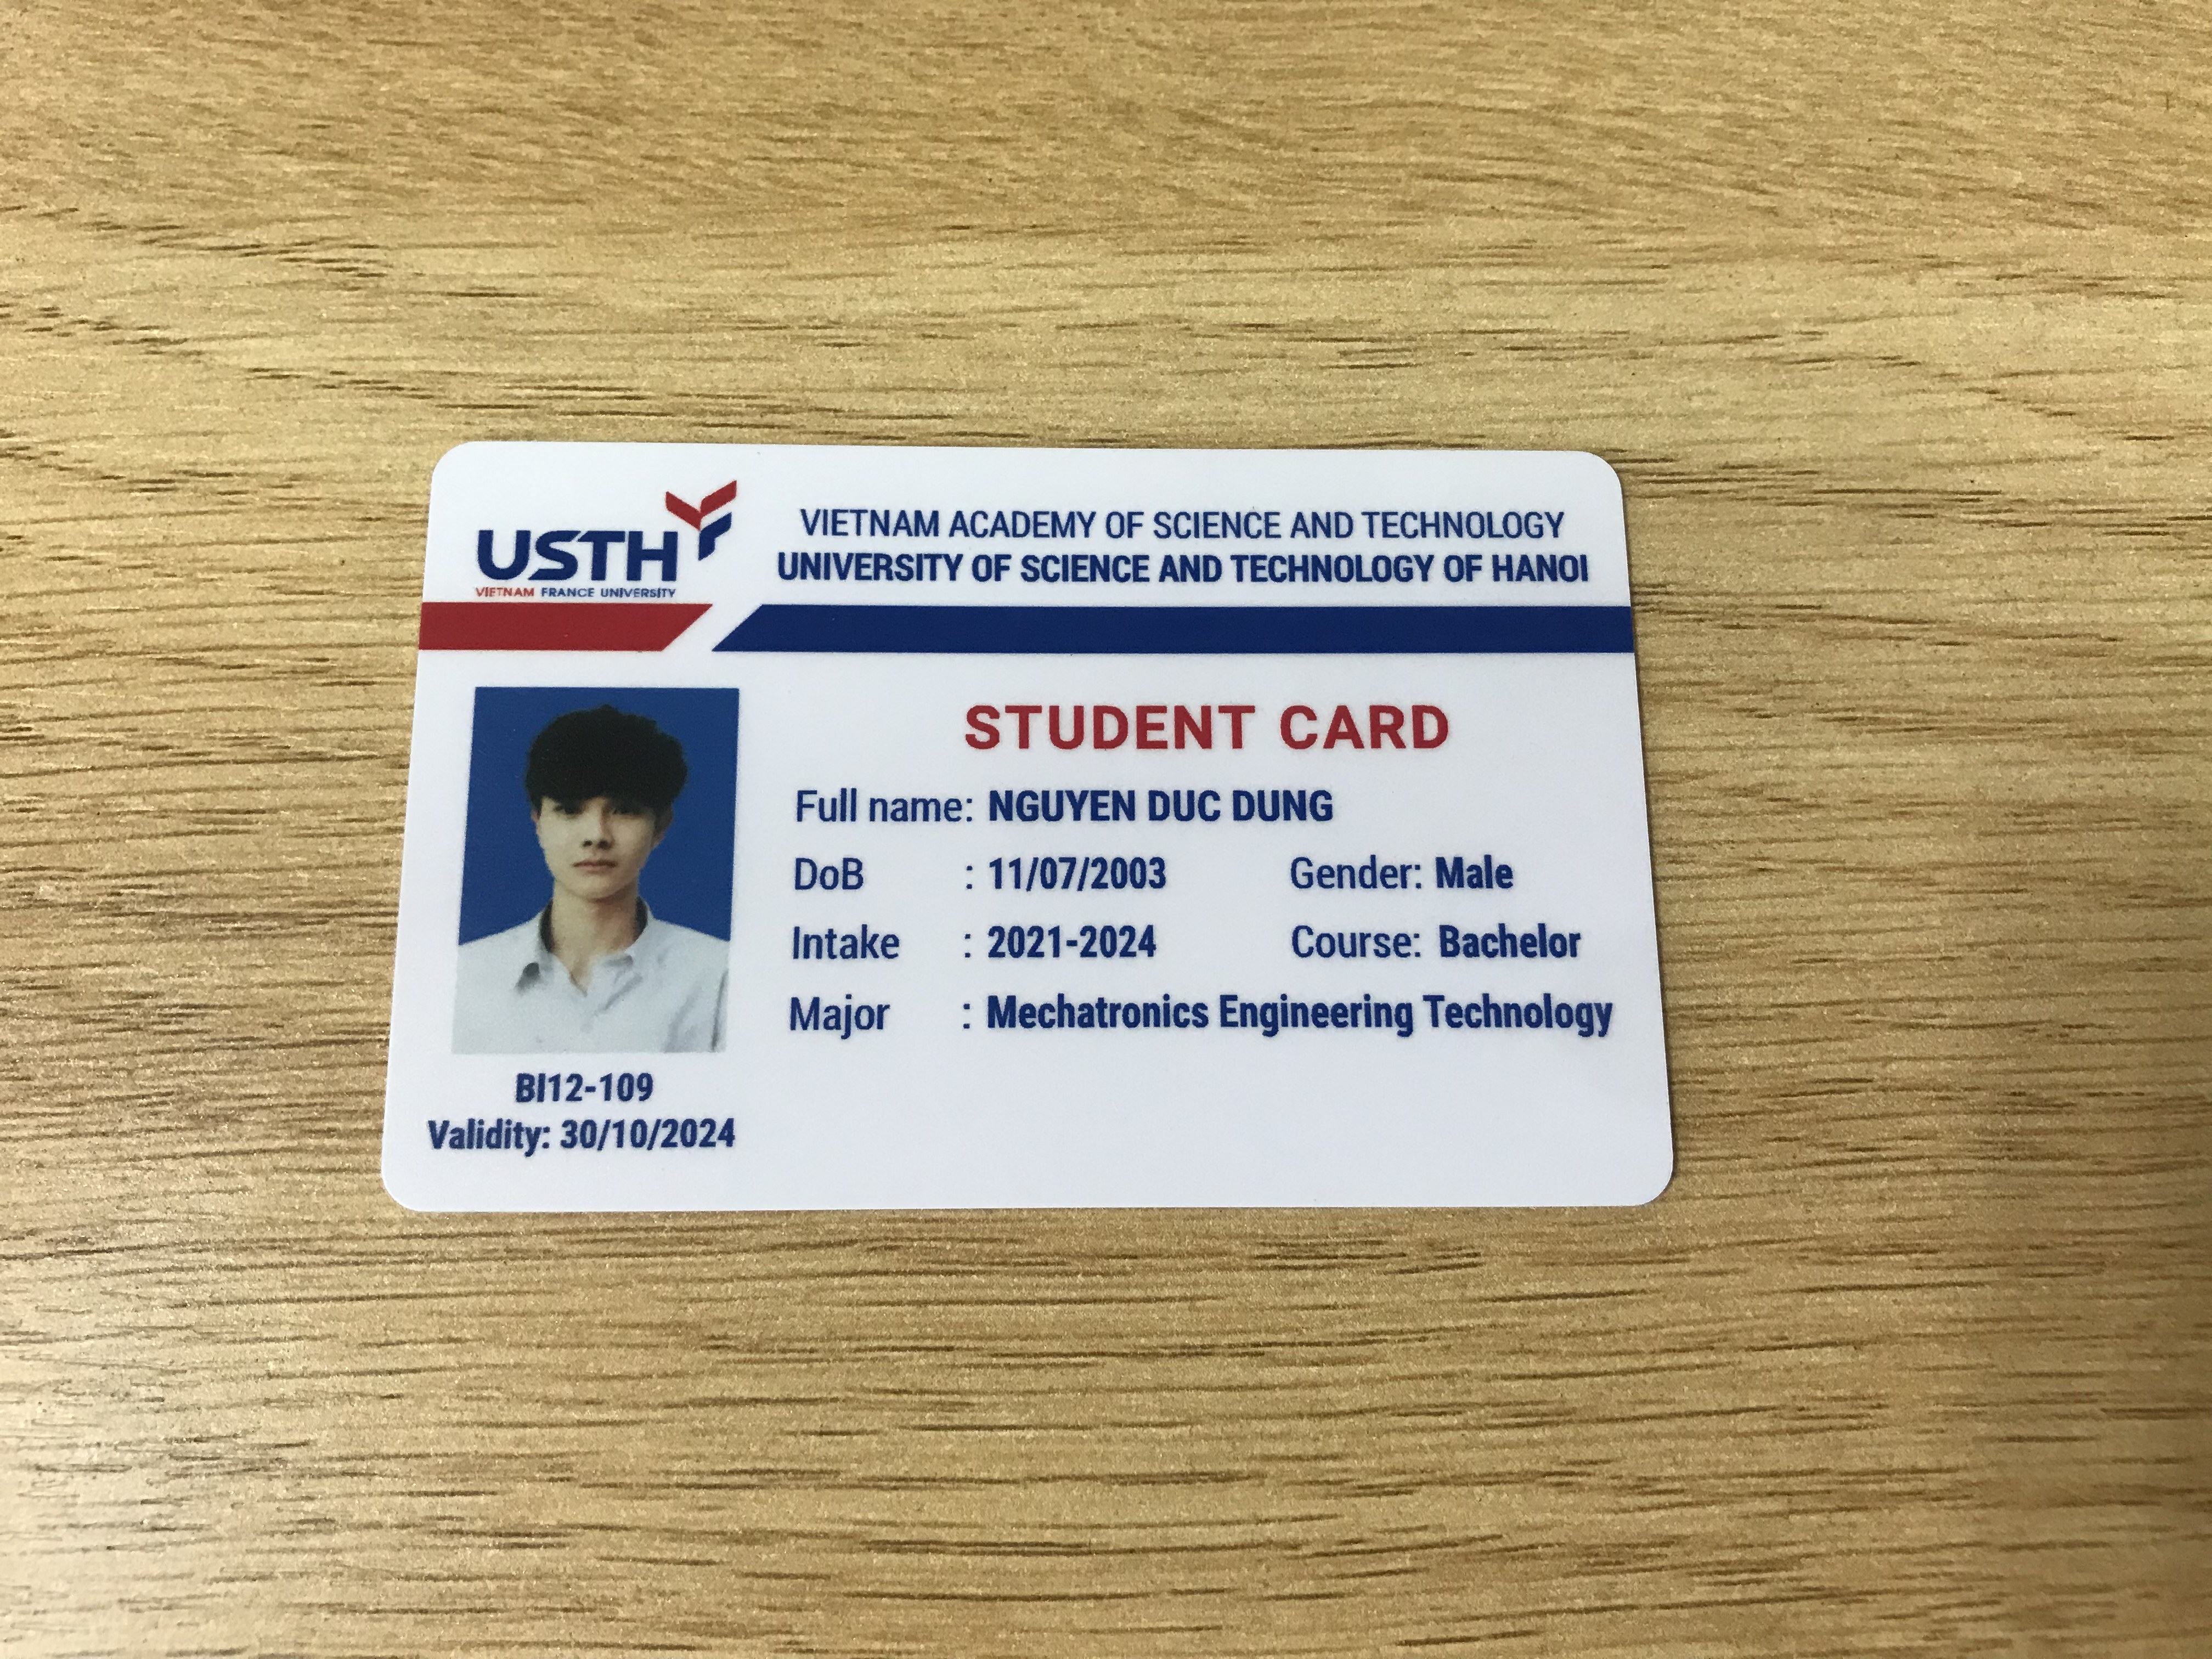 USTH
VIETNAM FRANCE UNIVERSITY
VIETNAM ACADEMY OF SCIENCE AND TECHNOLOGY
UNIVERSITY OF SCIENCE AND TECHNOLOGY OF HANOI
STUDENT CARD
Full name: NGUYEN DUC DUNG
DoB : 11/07/2003 Gender: Male
Intake : 2021-2024 Course: Bachelor
Major : Mechatronics Engineering Technology
BI12-109
Validity: 30/10/2024